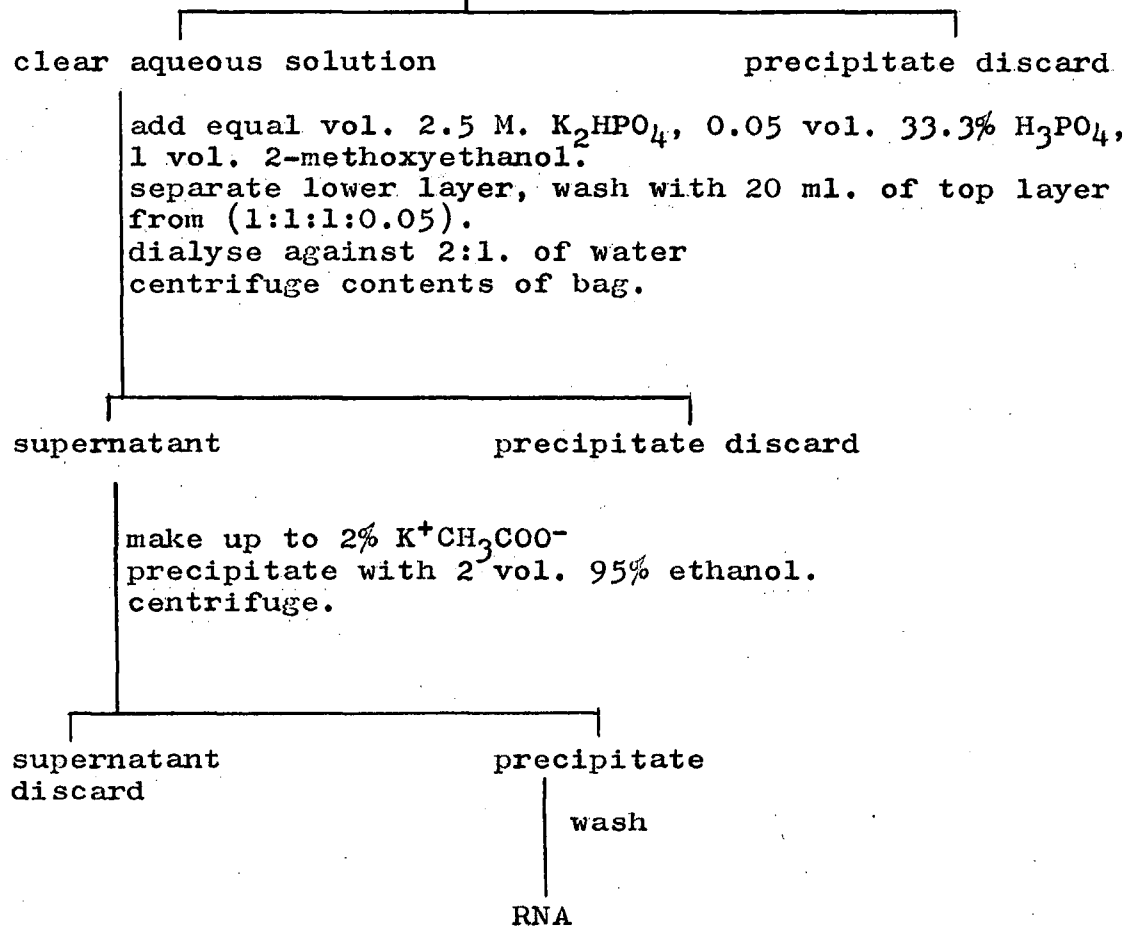 clear aqueous solution precipitate discard
add equal vol. 2.5 M. K₂HPO₄, 0.05 vol. 33.3% H₃PO₄,
1 vol. 2-methoxyethanol.
separate lower layer, wash with 20 ml. of top layer
from (1:1:1:0.05).
dialyse against 2:1. of water
centrifuge contents of bag.
supernatant precipitate discard
make up to 2% K⁺CH₃COO⁻
precipitate with 2 vol. 95% ethanol.
centrifuge.
supernatant precipitate
discard
wash
RNA